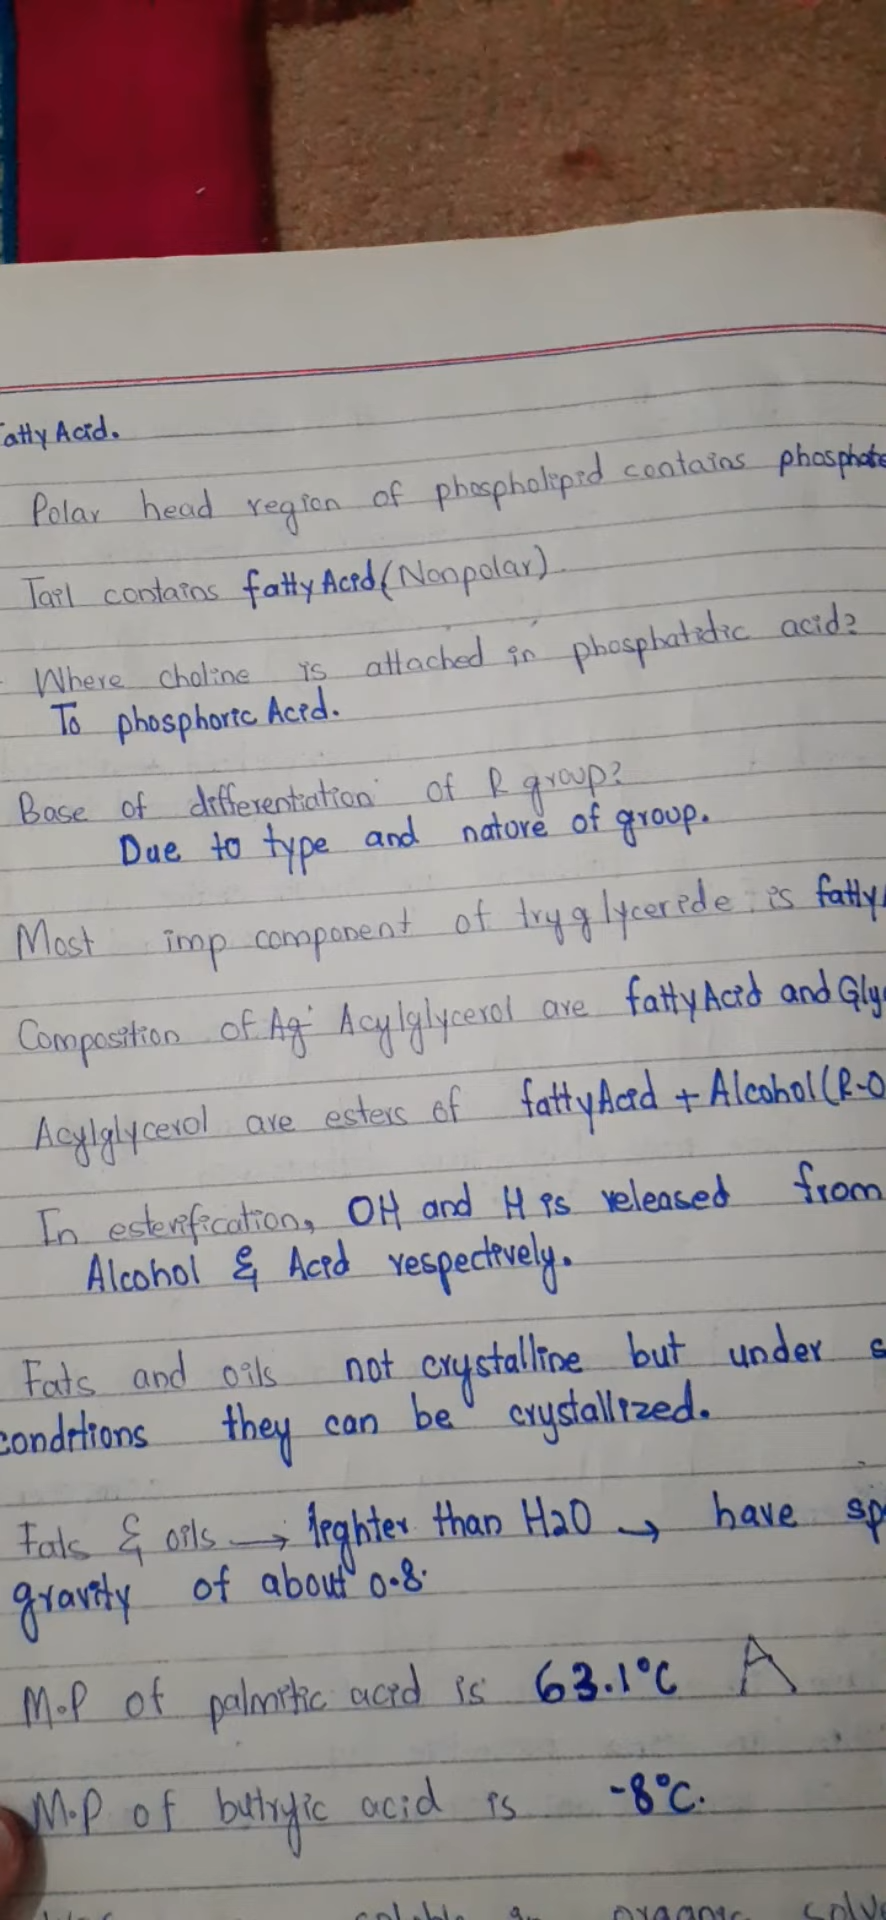 atty Acid.
Polar head region of phospholipid contains phosphate
Tail contains fatty Acid (Nonpolar)
Where choline is attached in phosphatidic acid?
To phosphoric Acid.
Base of differentiation of R group?
Due to type and nature of group.
Most imp component of tryglyceride is fatty
Composition of Ag Acylglycerol are fatty Acid and Gly
Acylglycerol are esters of fatty Acid + Alcohol (R-O
In esterification, OH and H is released from
Alcohol & Acid respectively.
Fats and oils not crystalline but under s
conditions they can be crystallized.
Fats & oils → leghter than H2O → have sp
gravity of about 0.8.
M.P of palmitic acid is 63.1°C A
M.P of butryic acid is -8°C.
organic solv